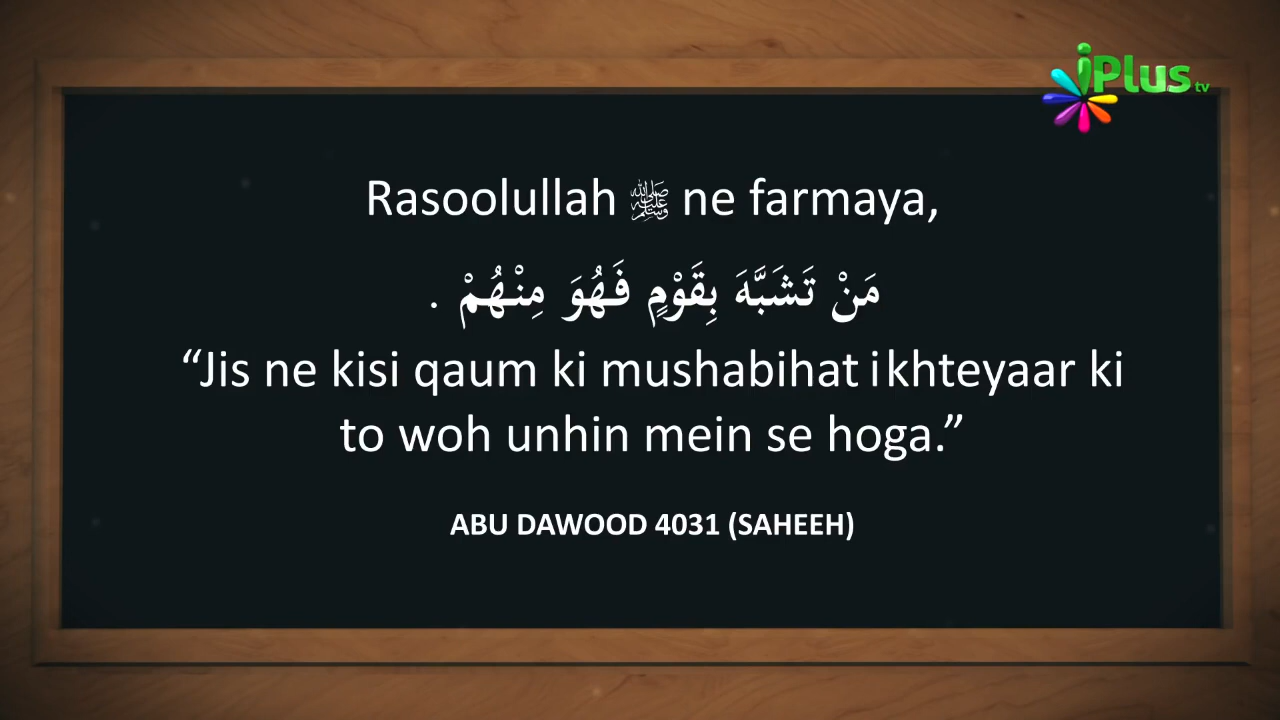 iPlus tv
Rasoolullah ﷺ ne farmaya,
مَنْ تَشَبَّهَ بِقَوْمٍ فَهُوَ مِنْهُمْ .
“Jis ne kisi qaum ki mushabihat ikhteyaar ki
to woh unhin mein se hoga.”
ABU DAWOOD 4031 (SAHEEH)